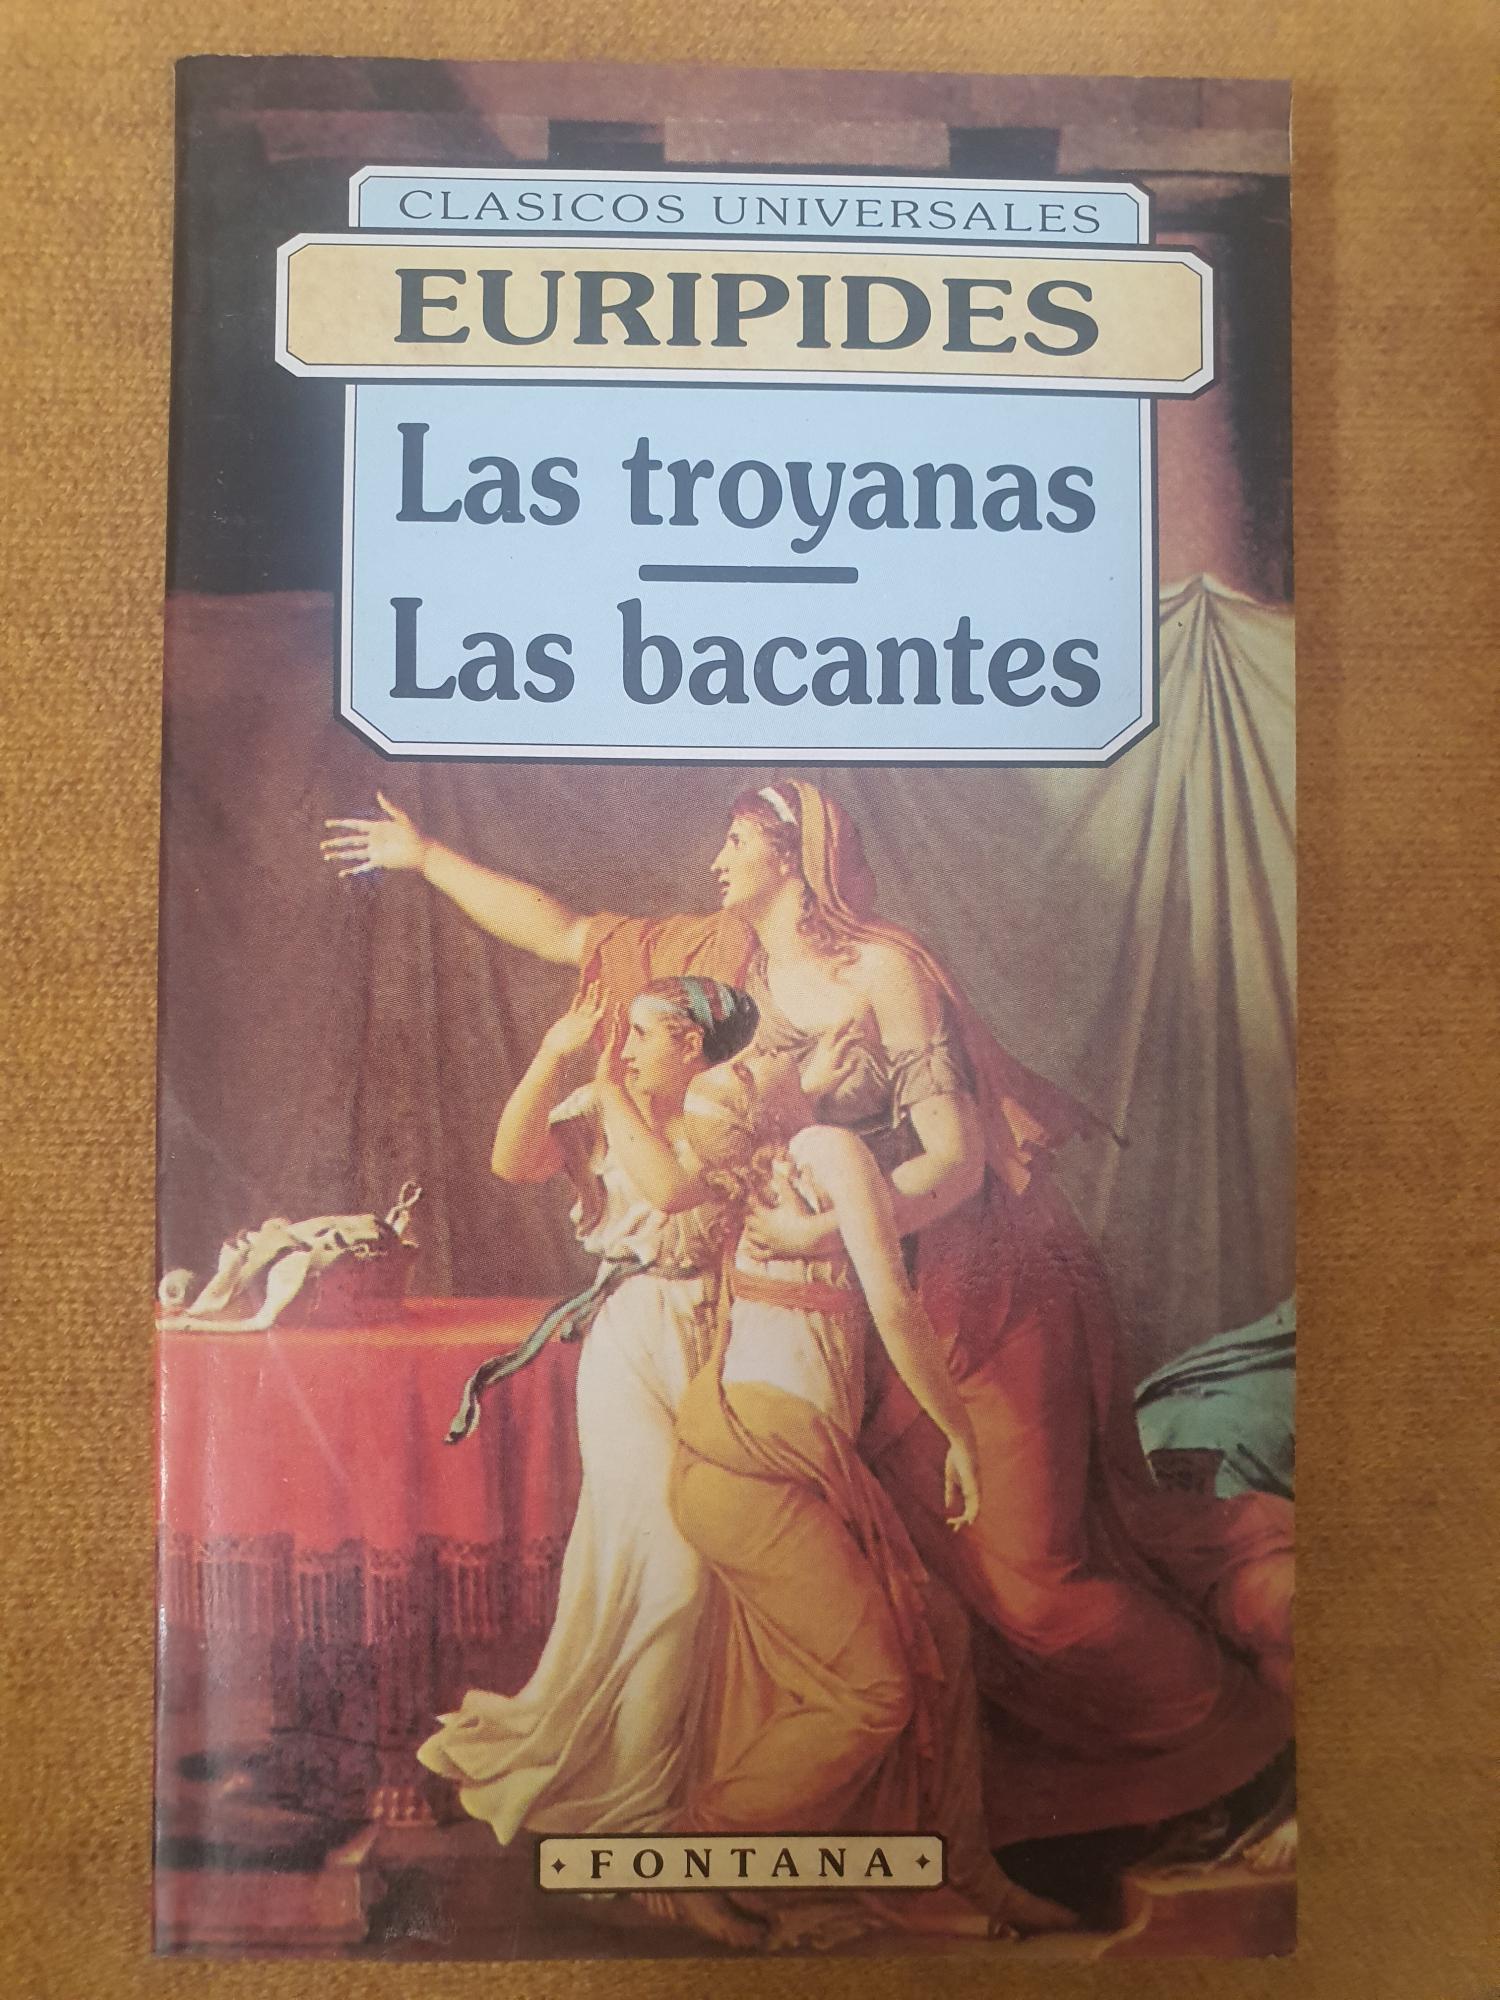 CLASICOS UNIVERSALES
EURIPIDES
Las troyanas
Las bacantes
FONTANA